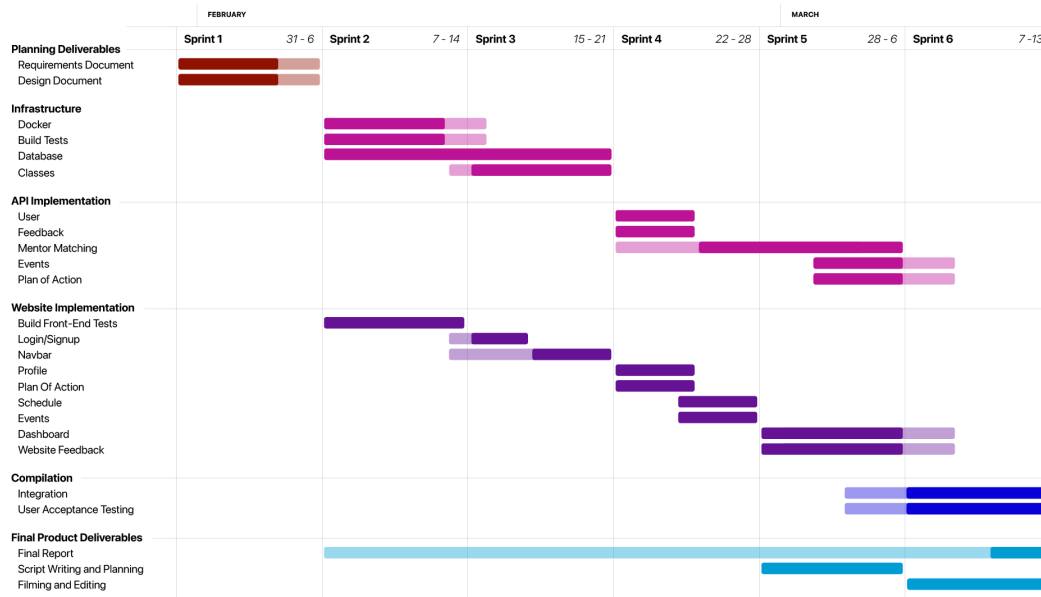 FEBRUARY MARCH
Sprint 1 31 - 6 Sprint 2 7 - 14 Sprint 3 15 - 21 Sprint 4 22 - 28 Sprint 5 28 - 6 Sprint 6 7 -13
Planning Deliverables
Requirements Document
Design Document
Infrastructure
Docker
Build Tests
Database
Classes
API Implementation
User
Feedback
Mentor Matching
Events
Plan of Action
Website Implementation
Build Front-End Tests
Login/Signup
Navbar
Profile
Plan Of Action
Schedule
Events
Dashboard
Website Feedback
Compilation
Integration
User Acceptance Testing
Final Product Deliverables
Final Report
Script Writing and Planning
Filming and Editing